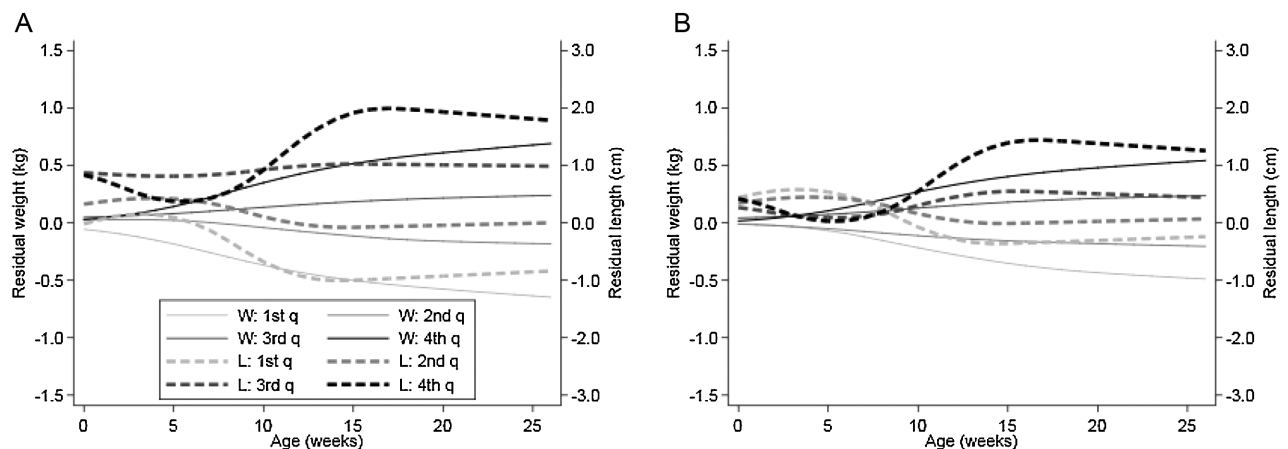 A
1.5
1.0
0.5
0.0
-0.5
-1.0
-1.5
Residual weight (kg)
3.0
2.0
1.0
0.0
-1.0
-2.0
-3.0
Residual length (cm)
W: 1st q
W: 2nd q
W: 3rd q
W: 4th q
L: 1st q
L: 2nd q
L: 3rd q
L: 4th q
0 5 10 15 20 25
Age (weeks)
B
1.5
1.0
0.5
0.0
-0.5
-1.0
-1.5
Residual weight (kg)
3.0
2.0
1.0
0.0
-1.0
-2.0
-3.0
Residual length (cm)
0 5 10 15 20 25
Age (weeks)